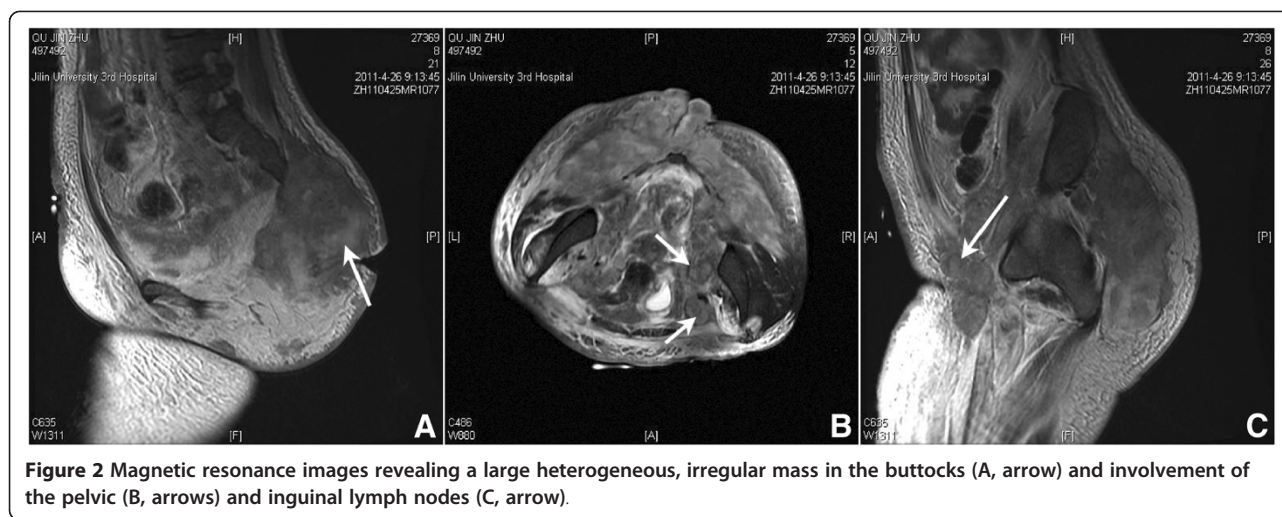 QU JIN ZHU
497492
[H]
27369
8
21
Jilin University 3rd Hospital
2011-4-26 9:13:45
ZH110425MR1077
[A]
[P]
C635
W1311
[F]
A
QU JIN ZHU
497492
[P]
27369
5
12
Jilin University 3rd Hospital
2011-4-26 9:13:45
ZH110425MR1077
[L]
[R]
C486
W880
[A]
B
QU JIN ZHU
497492
[H]
27369
8
26
Jilin University 3rd Hospital
2011-4-26 9:13:45
ZH110425MR1077
[A]
[P]
C635
W1311
[F]
C
Figure 2 Magnetic resonance images revealing a large heterogeneous, irregular mass in the buttocks (A, arrow) and involvement of
the pelvic (B, arrows) and inguinal lymph nodes (C, arrow).